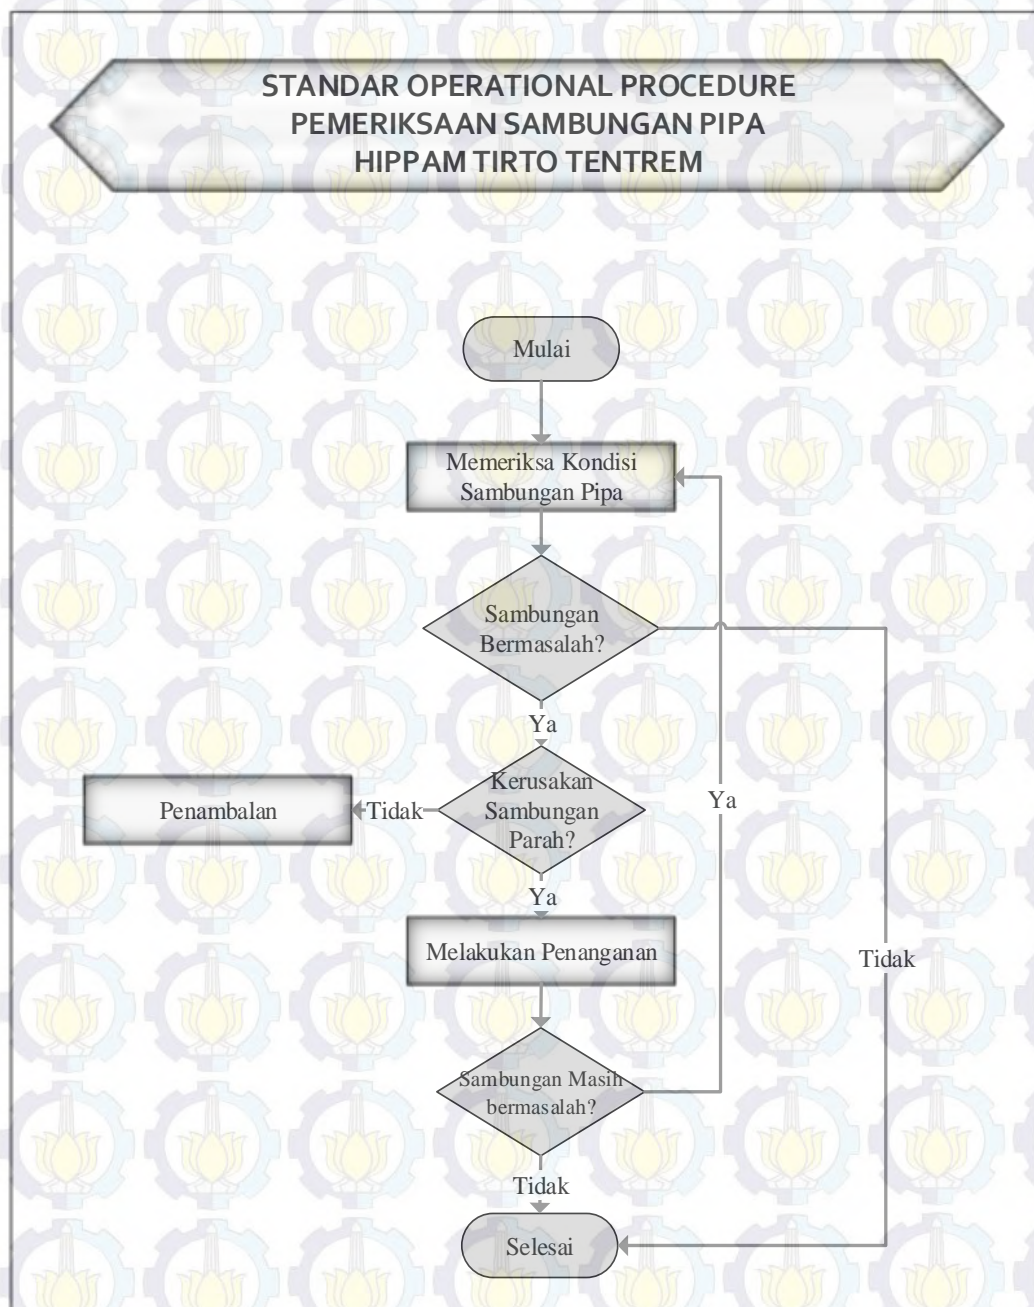 STANDAR OPERATIONAL PROCEDURE
PEMERIKSAAN SAMBUNGAN PIPA
HIPPAM TIRTO TENTREM
Mulai
Memeriksa Kondisi
Sambungan Pipa
Sambungan
Bermasalah?
Ya
Kerusakan
Sambungan
Parah?
Tidak
Penambalan
Ya
Ya
Melakukan Penanganan
Tidak
Sambungan Masih
bermasalah?
Tidak
Selesai